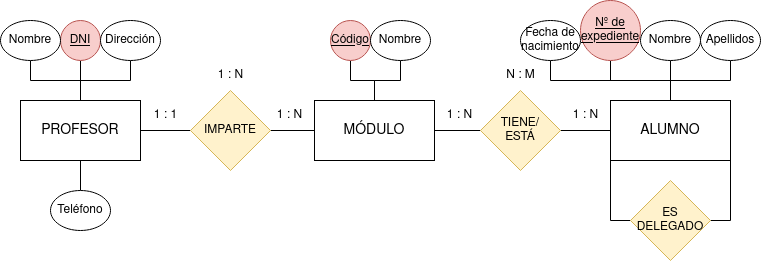 Nombre
DNI
Dirección
Código
Nombre
Fecha de
nacimiento
Nº de
expediente
Nombre
Apellidos
1 : N
N : M
PROFESOR
1 : 1
IMPARTE
1 : N
MÓDULO
1 : N
TIENE/
ESTÁ
1 : N
ALUMNO
Teléfono
ES
DELEGADO